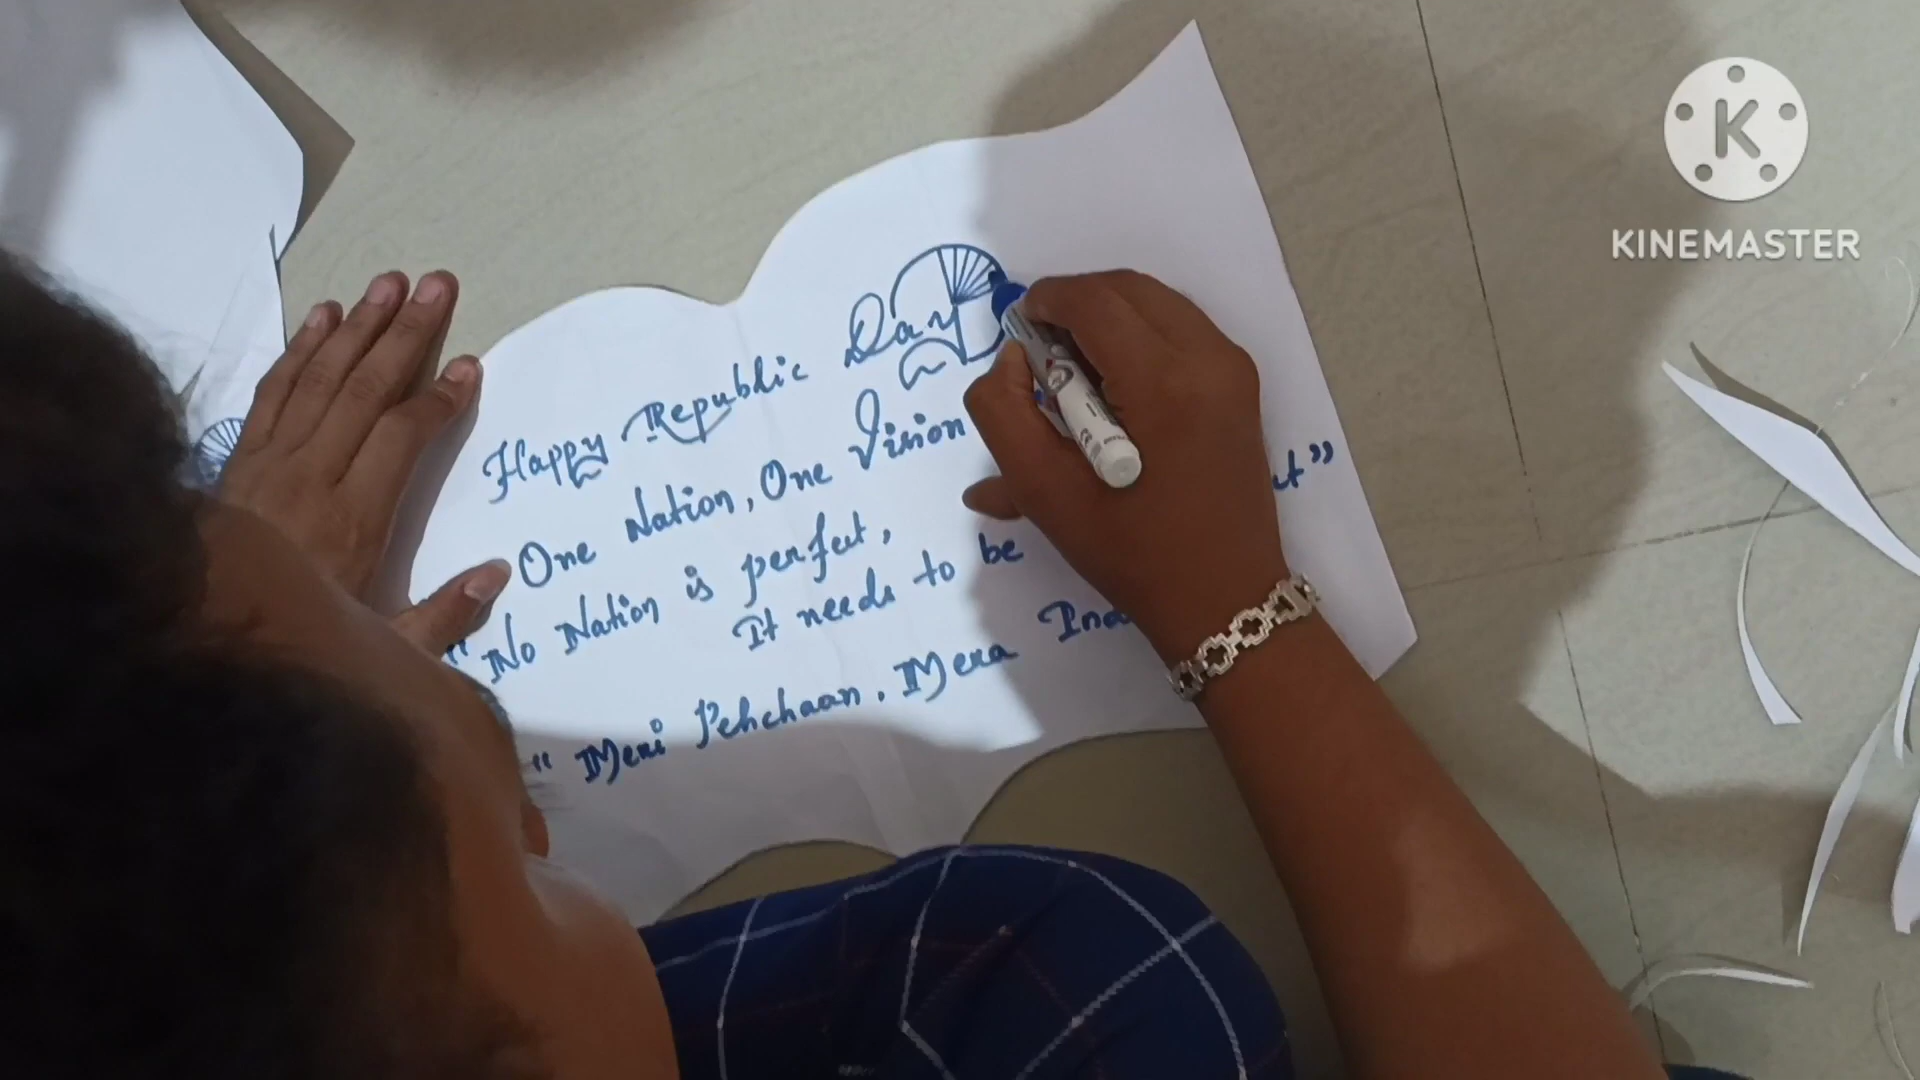 Happy Republic Day
One Nation, One Vision
"No Nation is perfect,
It needs to be
"Meri Pehchaan, Mera
KINEMASTER